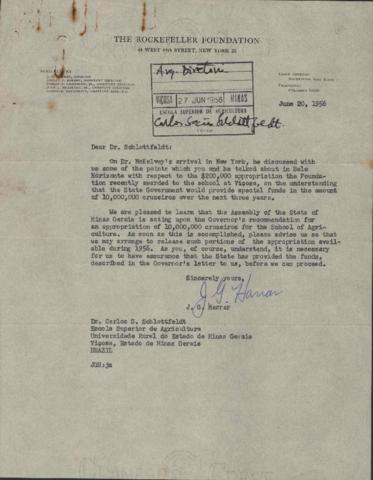 THE ROCKEFELLER FOUNDATION
49 WEST 49th STREET, NEW YORK 20
June 20, 1956
VIÇOSA 27 JUN 1956 MINAS
ESCOLA SUPERIOR DE AGRICULTURA
Dear Dr. Schlottfeldt:
On Dr. McKelvey's arrival in New York, he discussed with
us some of the points which you and he talked about in Belo
Horizonte with respect to the $200,000 appropriation the Founda-
tion recently awarded to the school at Viçosa, on the understanding
that the State Government would provide special funds in the amount
of 10,000,000 cruzeiros over the next three years.
We are pleased to learn that the Assembly of the State of
Minas Gerais is acting upon the Governor's recommendation for
an appropriation of 10,000,000 cruzeiros for the School of Agri-
culture. As soon as this is accomplished, please advise us so that
we may arrange to release such portions of the appropriation avail-
able during 1956. As you, of course, understand, it is necessary
for us to have assurance that the State has provided the funds,
described in the Governor's letter to us, before we can proceed.
Sincerely yours,
J. G. Harrar
J. G. Harrar
Dr. Carlos S. Schlottfeldt
Escola Superior de Agricultura
Universidade Rural do Estado de Minas Gerais
Viçosa, Estado de Minas Gerais
BRAZIL
JGH:jm